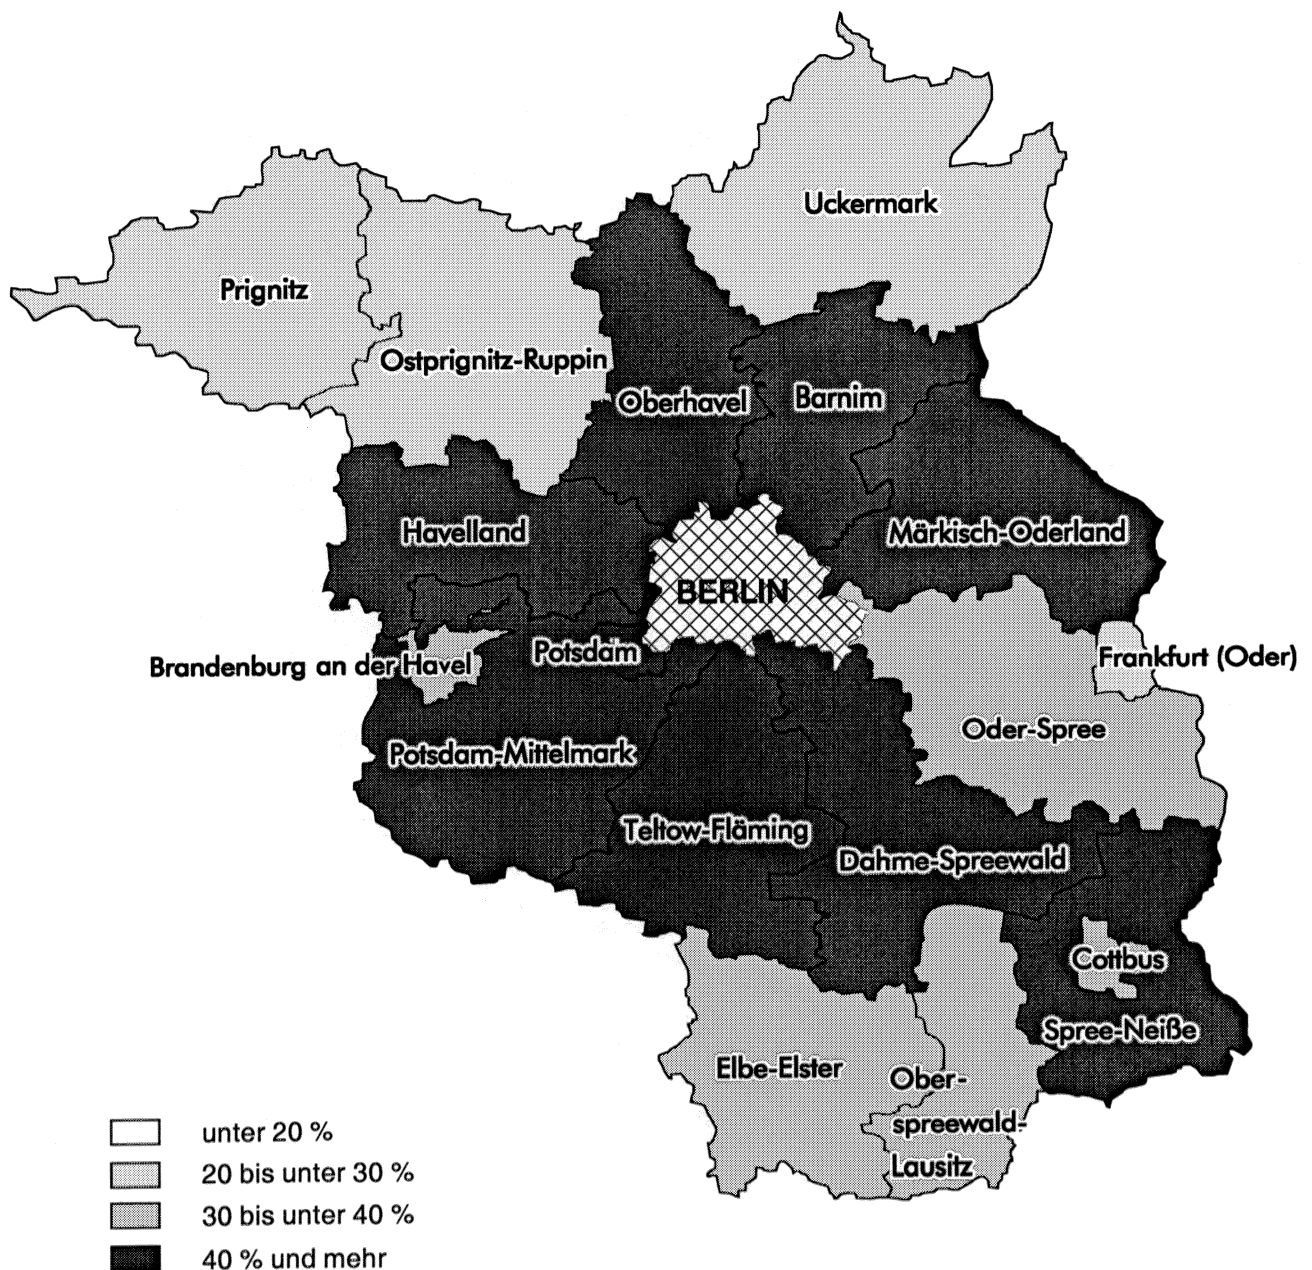 Uckermark
Prignitz
Ostprignitz-Ruppin
Oberhavel
Barnim
Havelland
Märkisch-Oderland
BERLIN
Potsdam
Brandenburg an der Havel
Frankfurt (Oder)
Oder-Spree
Potsdam-Mittelmark
Teltow-Fläming
Dahme-Spreewald
Cottbus
Spree-Neiße
Elbe-Elster
Ober-
spreewald-
Lausitz
unter 20 %
20 bis unter 30 %
30 bis unter 40 %
40 % und mehr